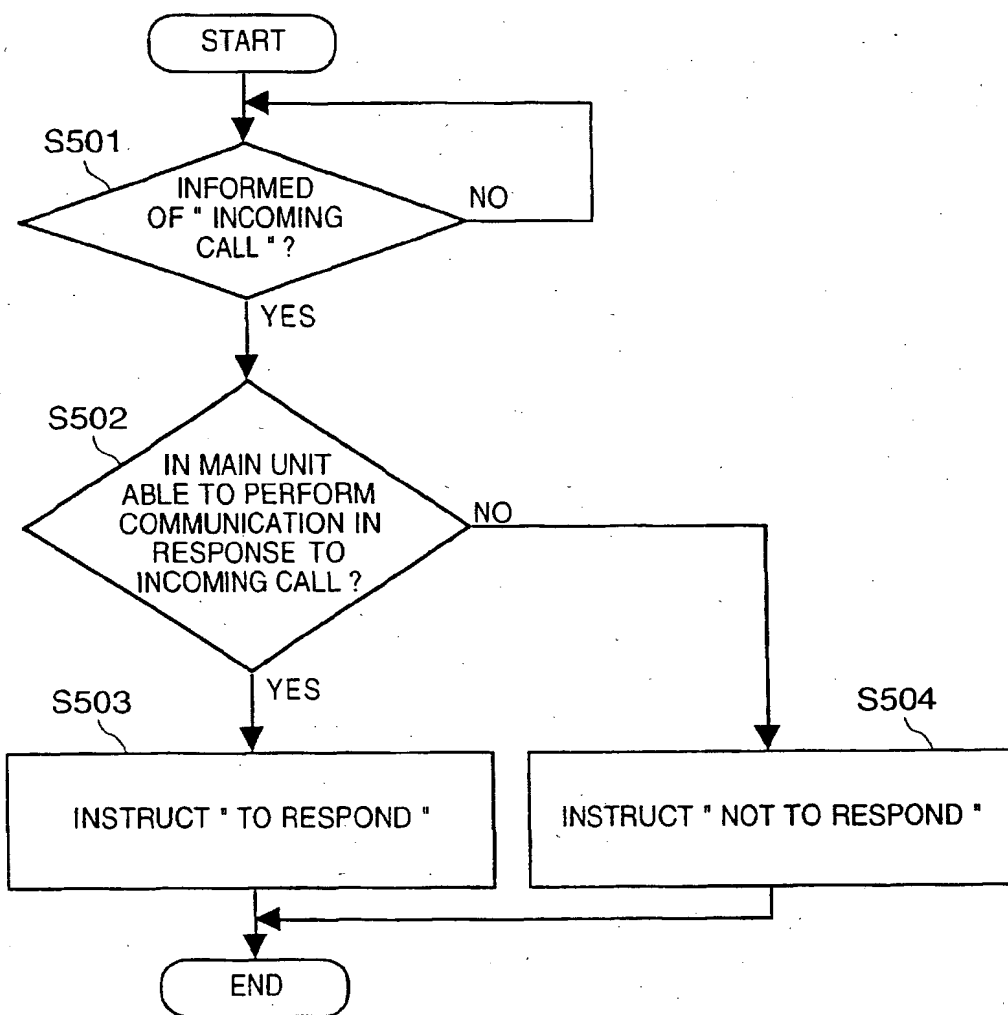 START
S501
INFORMED
OF " INCOMING
CALL " ?
NO
YES
S502
IN MAIN UNIT
ABLE TO PERFORM
COMMUNICATION IN
RESPONSE TO
INCOMING CALL ?
NO
YES
S503
INSTRUCT " TO RESPOND "
S504
INSTRUCT " NOT TO RESPOND "
END